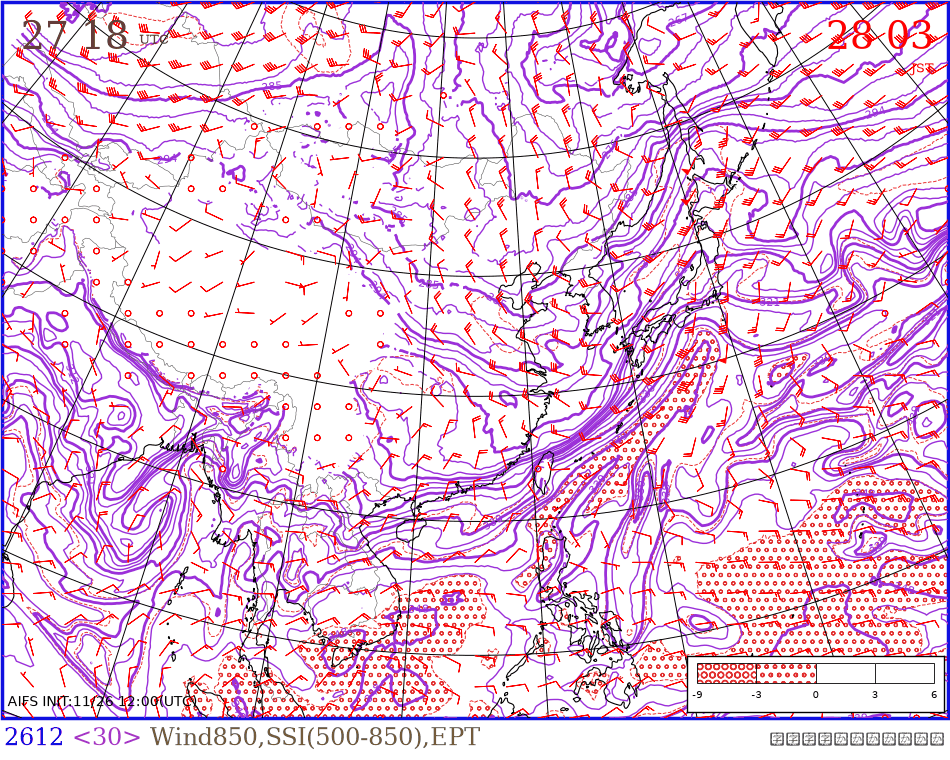 27 18 UTC
28 03
JST
AIFS INIT:11/26 12:00(UTC)
-9 -3 0 3 6
2612 <30> Wind850,SSI(500-850),EPT